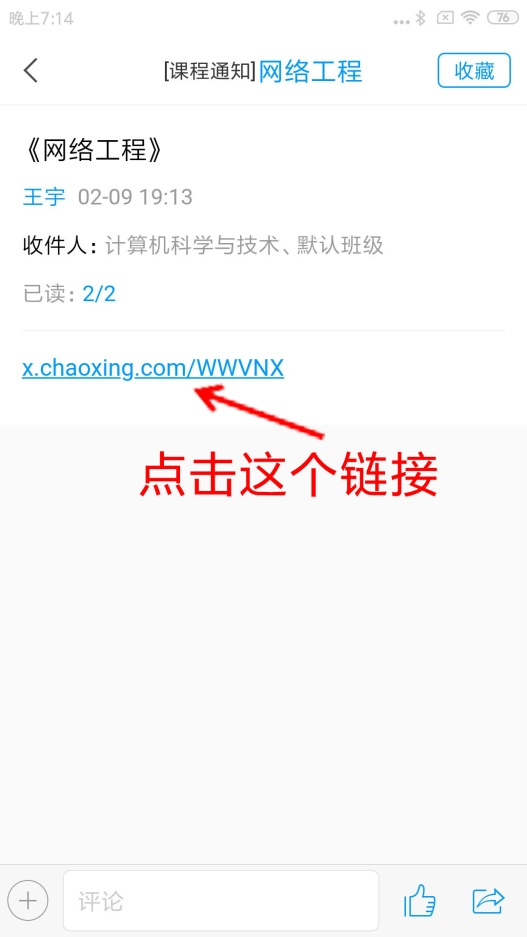 晚上7:14
76
[课程通知]网络工程
收藏
《网络工程》
王宇 02-09 19:13
收件人：计算机科学与技术、默认班级
已读：2/2
x.chaoxing.com/WWVNX
点击这个链接
评论